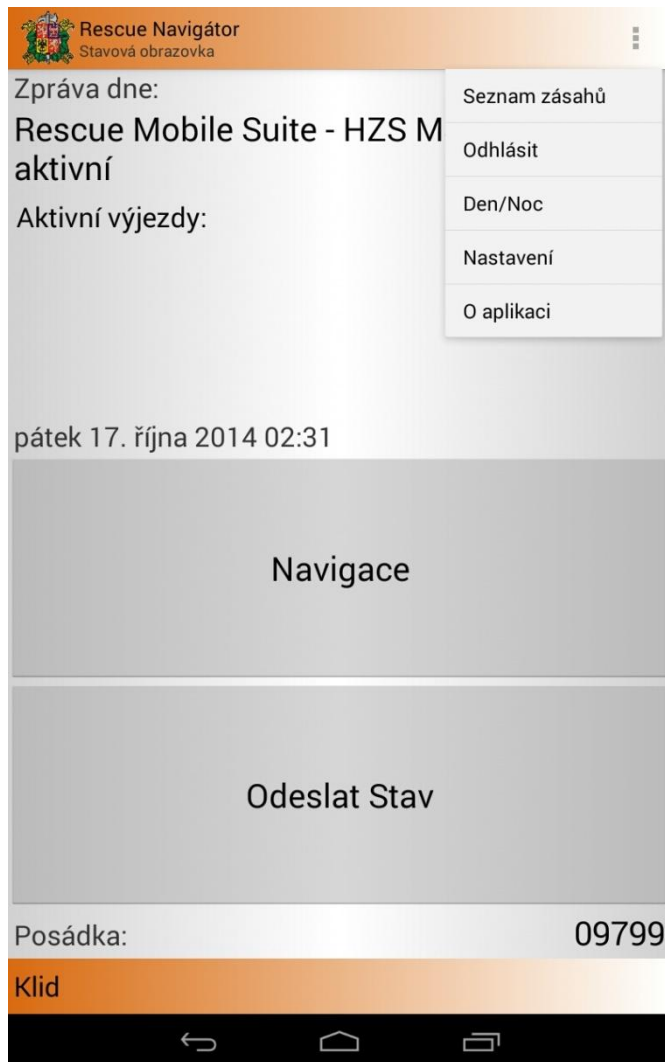 Rescue Navigátor
Stavová obrazovka
Zpráva dne:
Rescue Mobile Suite - HZS M
aktivní
Aktivní výjezdy:
Seznam zásahů
Odhlásit
Den/Noc
Nastavení
O aplikaci
pátek 17. října 2014 02:31
Navigace
Odeslat Stav
Posádka: 09799
Klid